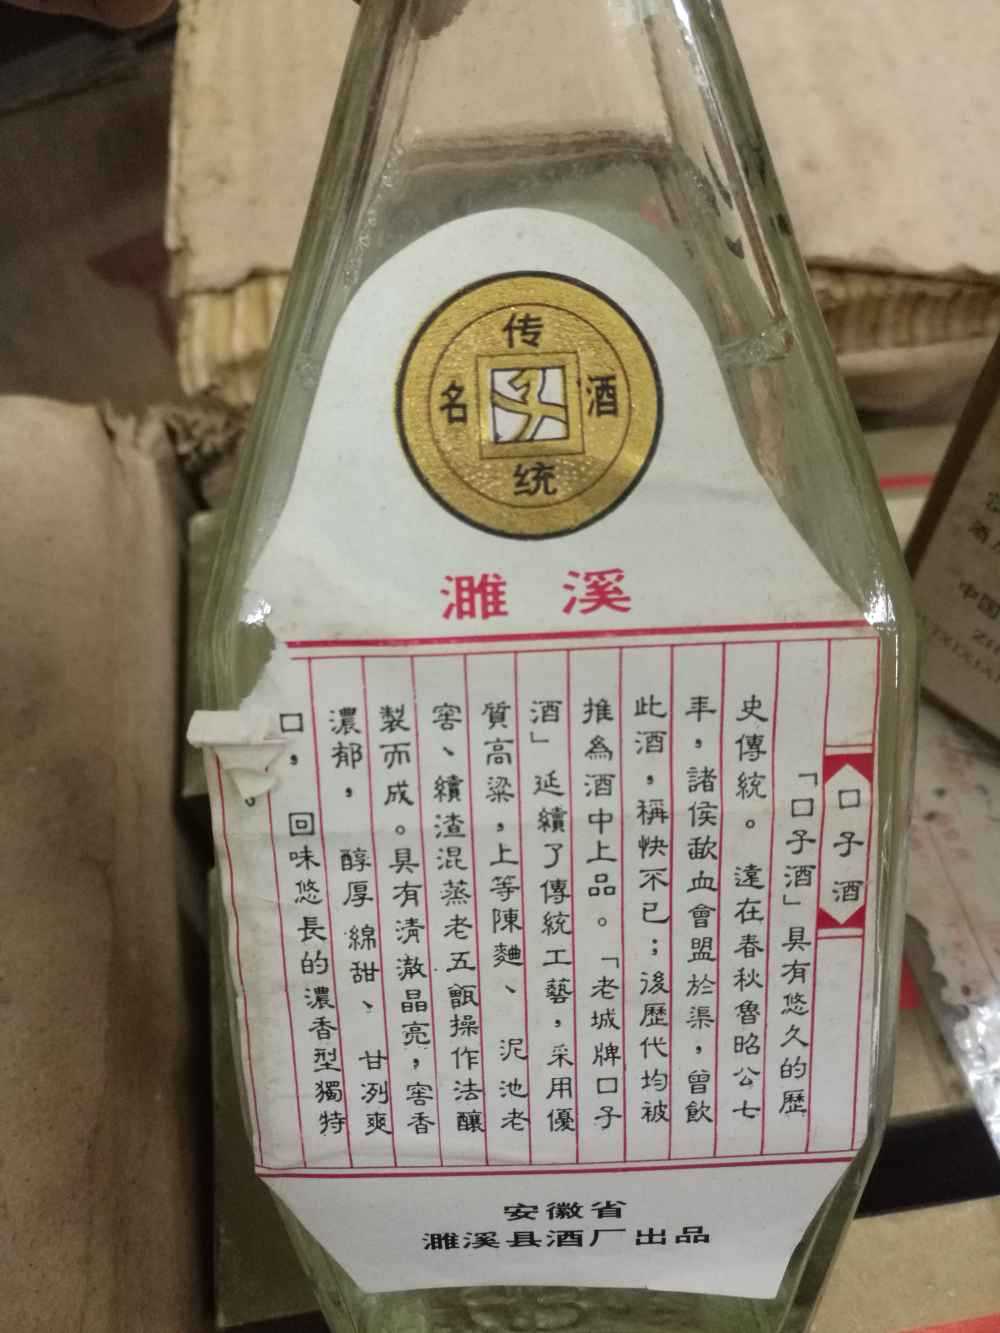 传统名酒
濉溪
口子酒
「口子酒」具有悠久的歷
史傳統。遠在春秋魯昭公七
年，諸侯歃血會盟於渠，曾飲
此酒，稱快不已；後歷代均被
推為酒中上品。「老城牌口子
酒」延續了傳統工藝，采用優
質高梁，上等陳麯、泥池老
窖、續渣混蒸老五甑操作法釀
製而成。具有清澈晶亮；窖香
濃郁，醇厚綿甜、甘冽爽
口，回味悠長的濃香型獨特
。
安徽省
濉溪县酒厂出品
酒
中国